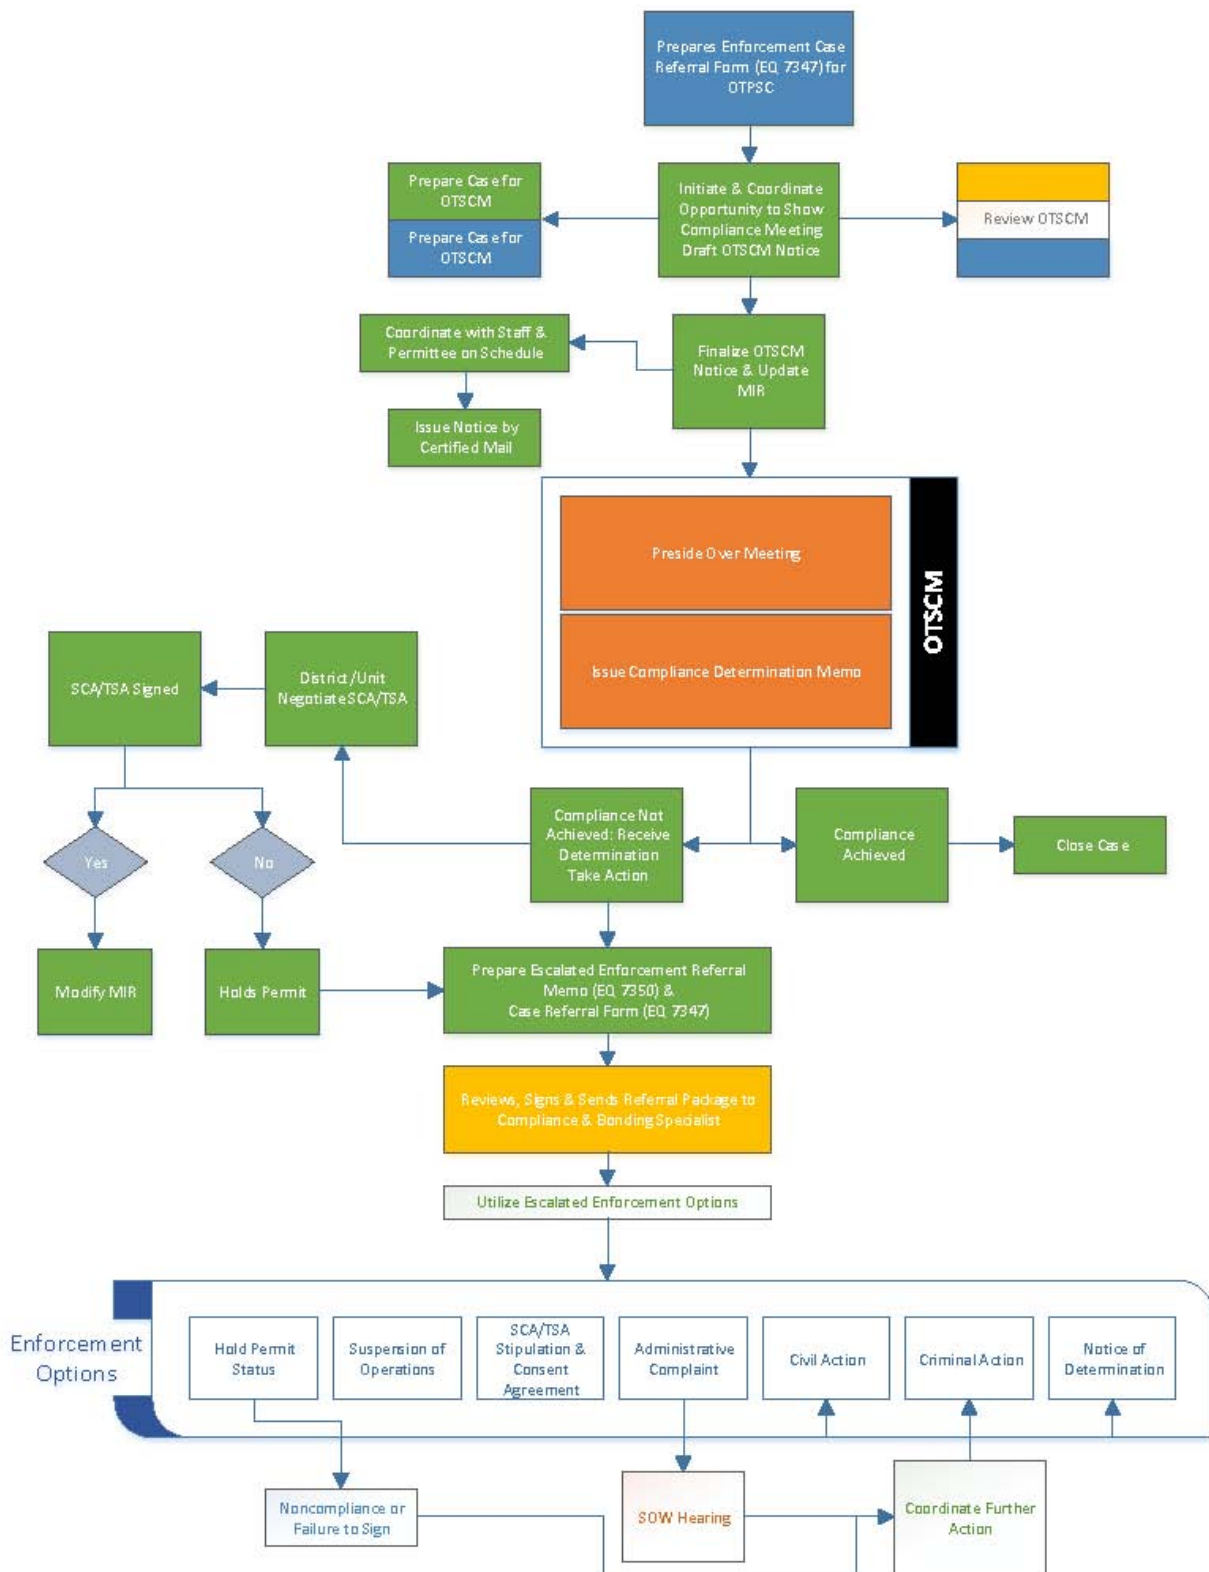 Prepares Enforcement Case
Referral Form (EQ 7347) for
OTPSC
Prepare Case for
OTSCM
Prepare Case for
OTSCM
Initiate & Coordinate
Opportunity to Show
Compliance Meeting
Draft OTSCM Notice
Review OTSCM
Coordinate with Staff &
Permittee on Schedule
Finalize OTSCM
Notice & Update
MIR
Issue Notice by
Certified Mail
Preside Over Meeting
Issue Compliance Determination Memo
OTSCM
SCA/TSA Signed
District /Unit
Negotiate SCA/TSA
Compliance Not
Achieved: Receive
Determination
Take Action
Compliance
Achieved
Close Case
Yes
No
Modify MIR
Holds Permit
Prepare Escalated Enforcement Referral
Memo (EQ 7350) &
Case Referral Form (EQ 7347)
Reviews, Signs & Sends Referral Package to
Compliance & Bonding Specialist
Utilize Escalated Enforcement Options
Enforcement
Options
Hold Permit
Status
Suspension of
Operations
SCA/TSA
Stipulation &
Consent
Agreement
Administrative
Complaint
Civil Action
Criminal Action
Notice of
Determination
Noncompliance or
Failure to Sign
SOW Hearing
Coordinate Further
Action